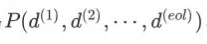 P(d^{(1)}, d^{(2)}, \cdots, d^{(eol)})